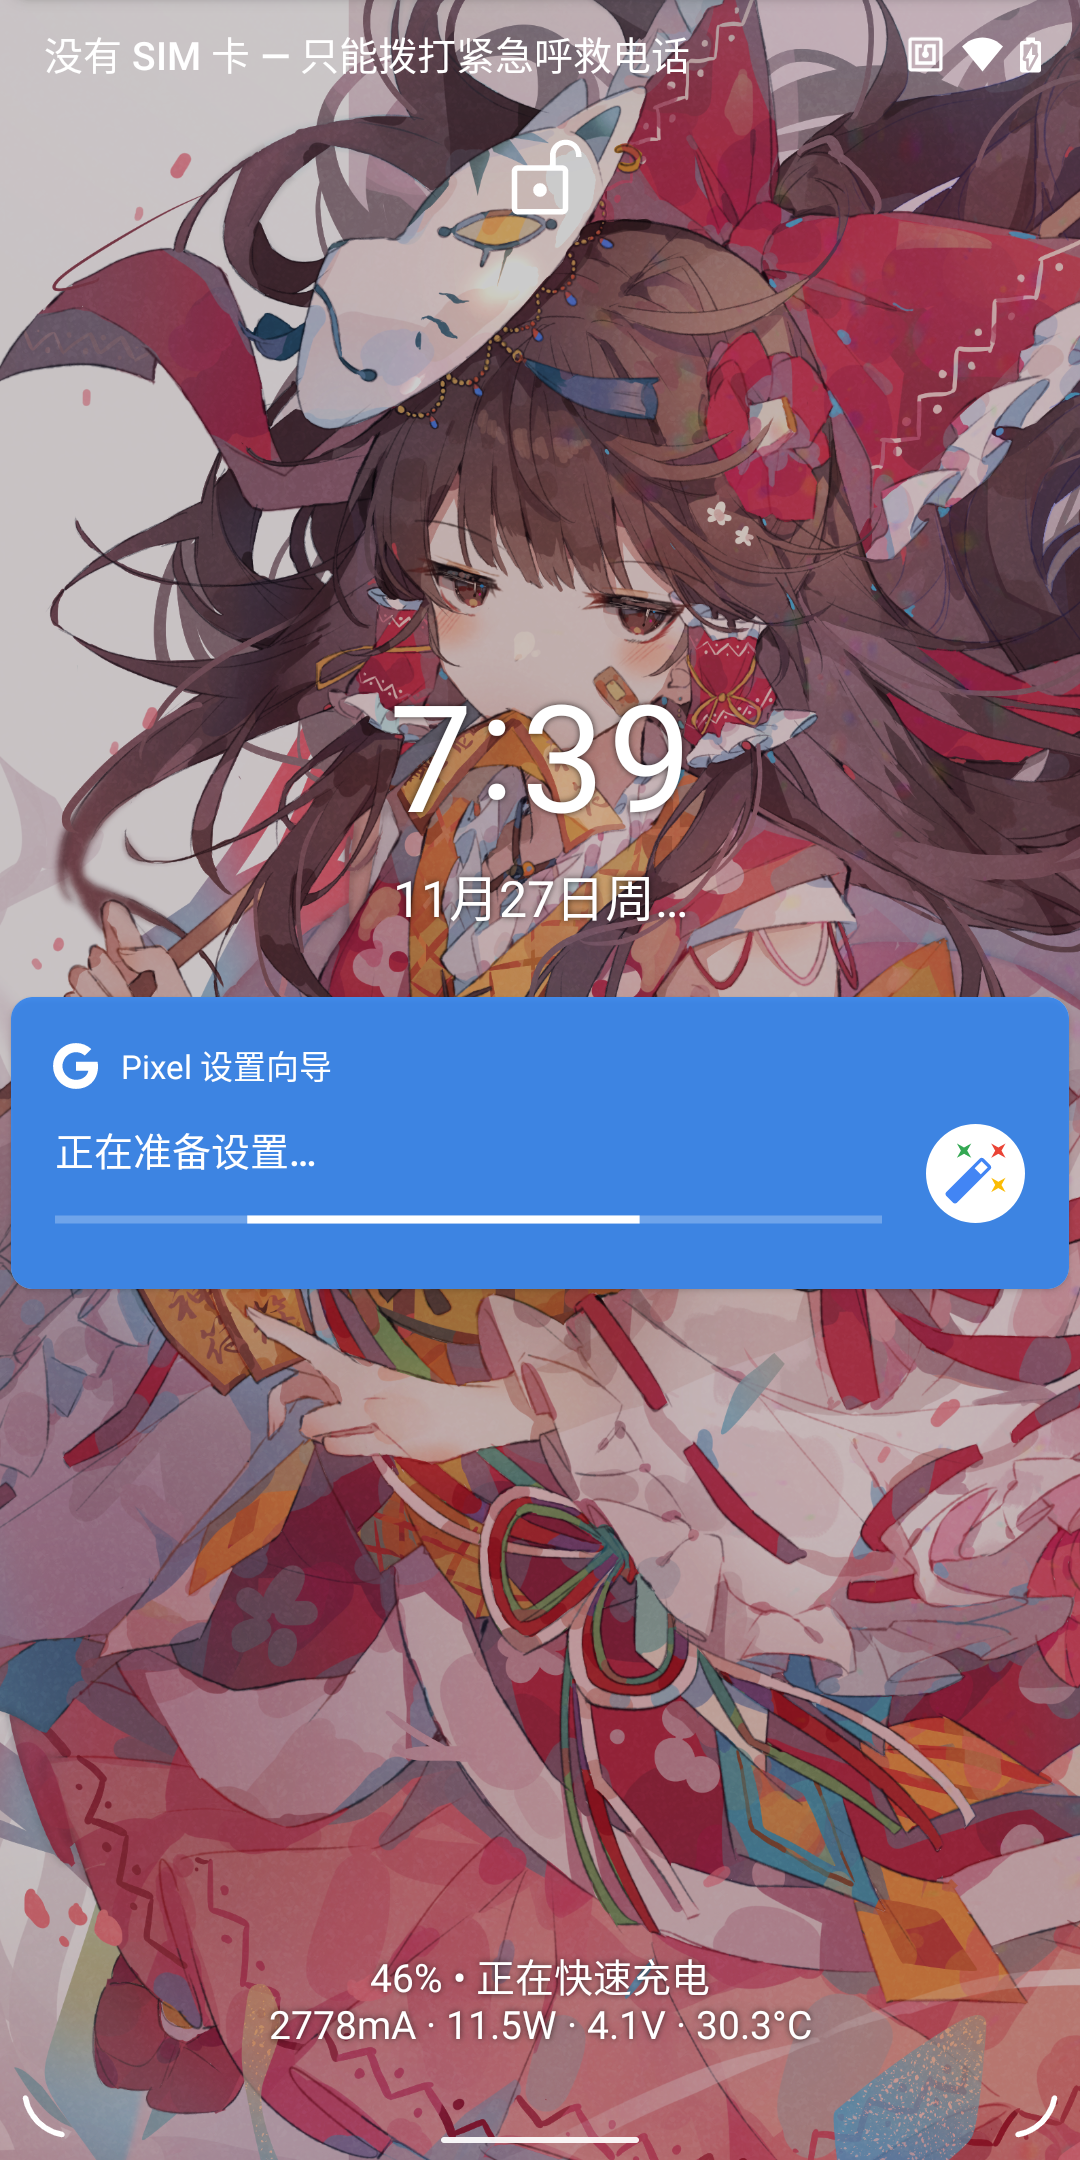 没有 SIM 卡 – 只能拨打紧急呼救电话
7:39
11月27日周…
Pixel 设置向导
正在准备设置…
46% • 正在快速充电
2778mA · 11.5W · 4.1V · 30.3°C